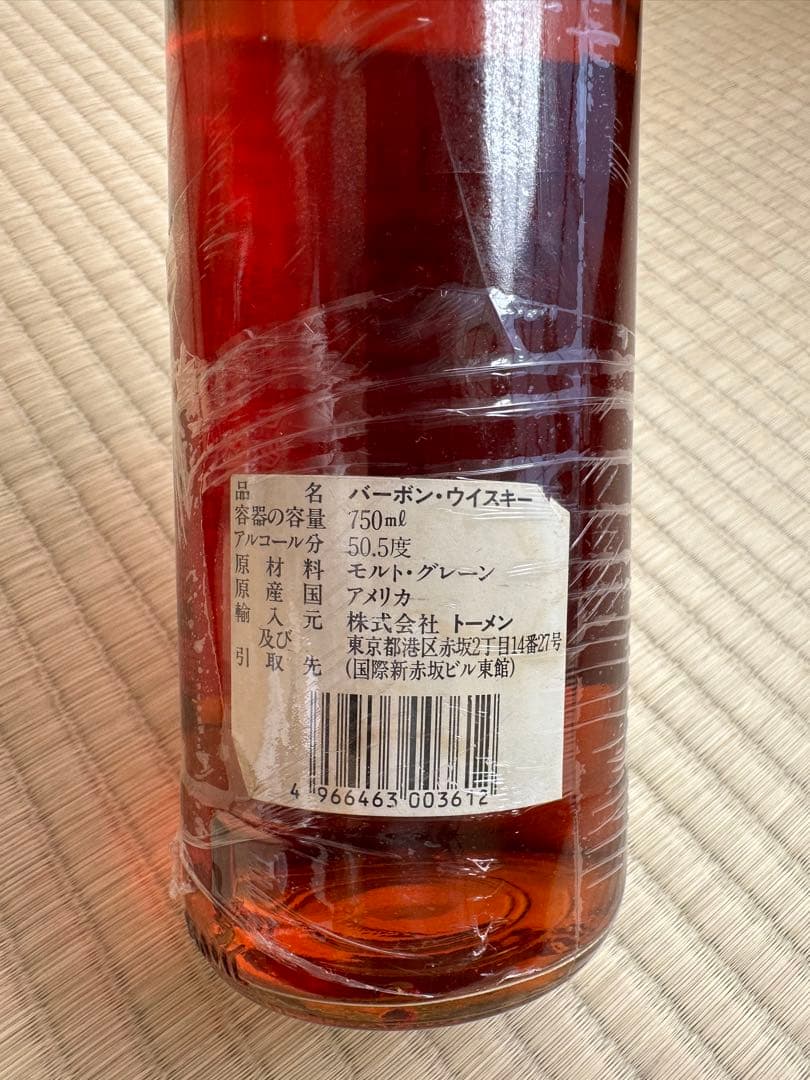 品名 バーボン・ウイスキー
容器の容量 750mℓ
アルコール分 50.5度
原材料 モルト・グレーン
原産国 アメリカ
輸入元 株式会社 トーメン
及び 東京都港区赤坂2丁目14番27号
引取先 (国際新赤坂ビル東館)
4 966463 003612